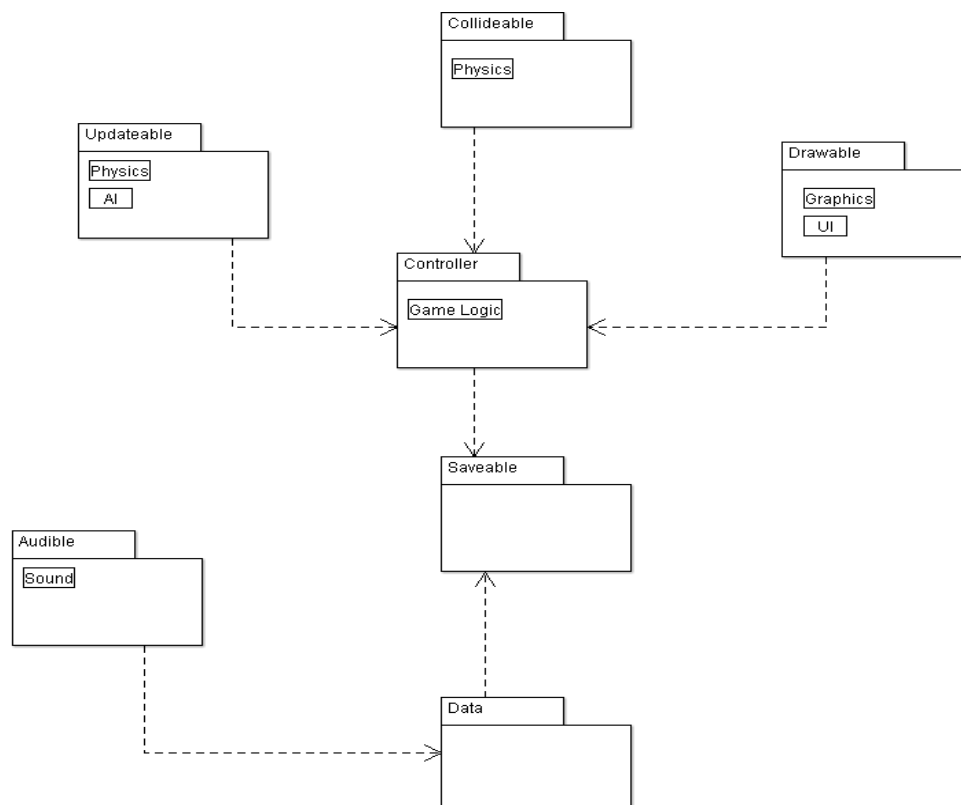 Collideable
Physics
Updateable
Physics
AI
Drawable
Graphics
UI
Controller
Game Logic
Saveable
Audible
Sound
Data